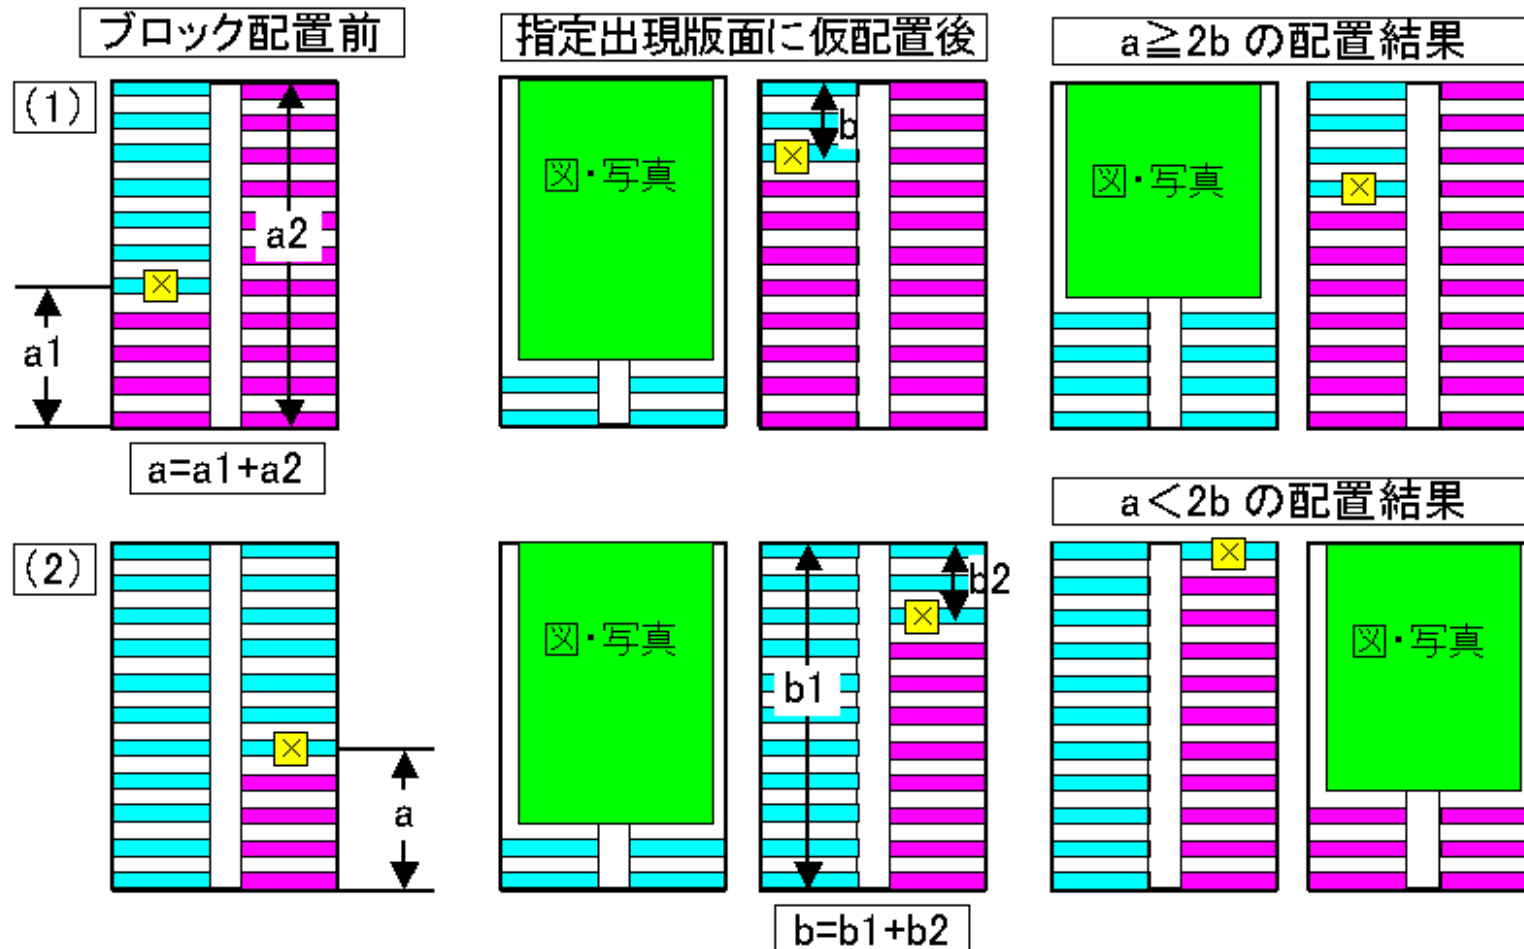 ブロック配置前
指定出現版面に仮配置後
a≧2b の配置結果
(1)
a1
a2
a=a1+a2
図・写真
b
図・写真
a<2b の配置結果
(2)
a
図・写真
b1
b2
b=b1+b2
図・写真